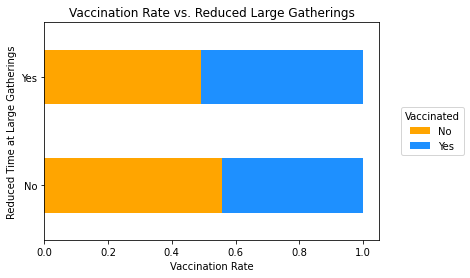 Vaccination Rate vs. Reduced Large Gatherings
Reduced Time at Large Gatherings
Yes
No
0.0 0.2 0.4 0.6 0.8 1.0
Vaccination Rate
Vaccinated
No
Yes